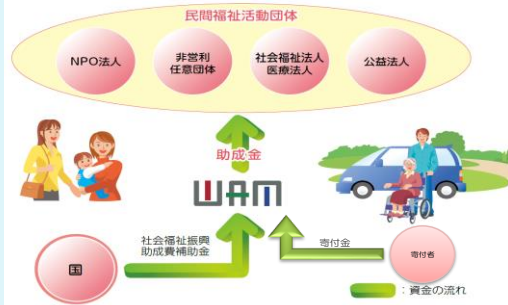 民間福祉活動団体
NPO法人
非営利
任意団体
社会福祉法人
医療法人
公益法人
助成金
WAM
社会福祉振興
助成費補助金
寄付金
寄付者
：資金の流れ